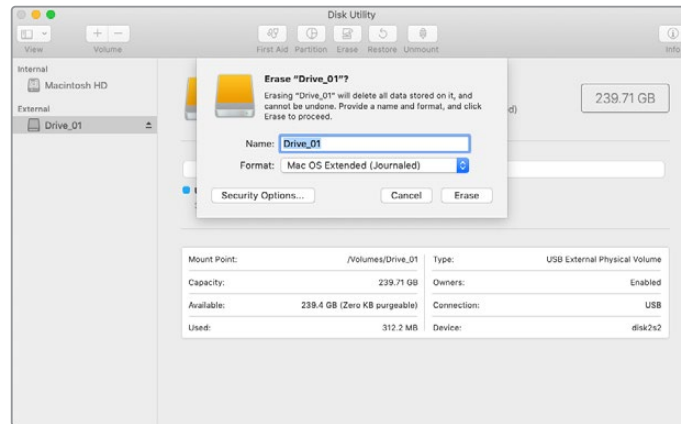 Disk Utility
View
Volume
First Aid Partition Erase Restore Unmount
Info
Internal
Macintosh HD
External
Drive_01
Erase "Drive_01"?
Erasing "Drive_01" will delete all data stored on it, and
cannot be undone. Provide a name and format, and click
Erase to proceed.
Name: Drive_01
Format: Mac OS Extended (Journaled)
Security Options... Cancel Erase
ed)
239.71 GB
Mount Point: /Volumes/Drive_01
Type: USB External Physical Volume
Capacity: 239.71 GB
Owners: Enabled
Available: 239.4 GB (Zero KB purgeable)
Connection: USB
Used: 312.2 MB
Device: disk2s2